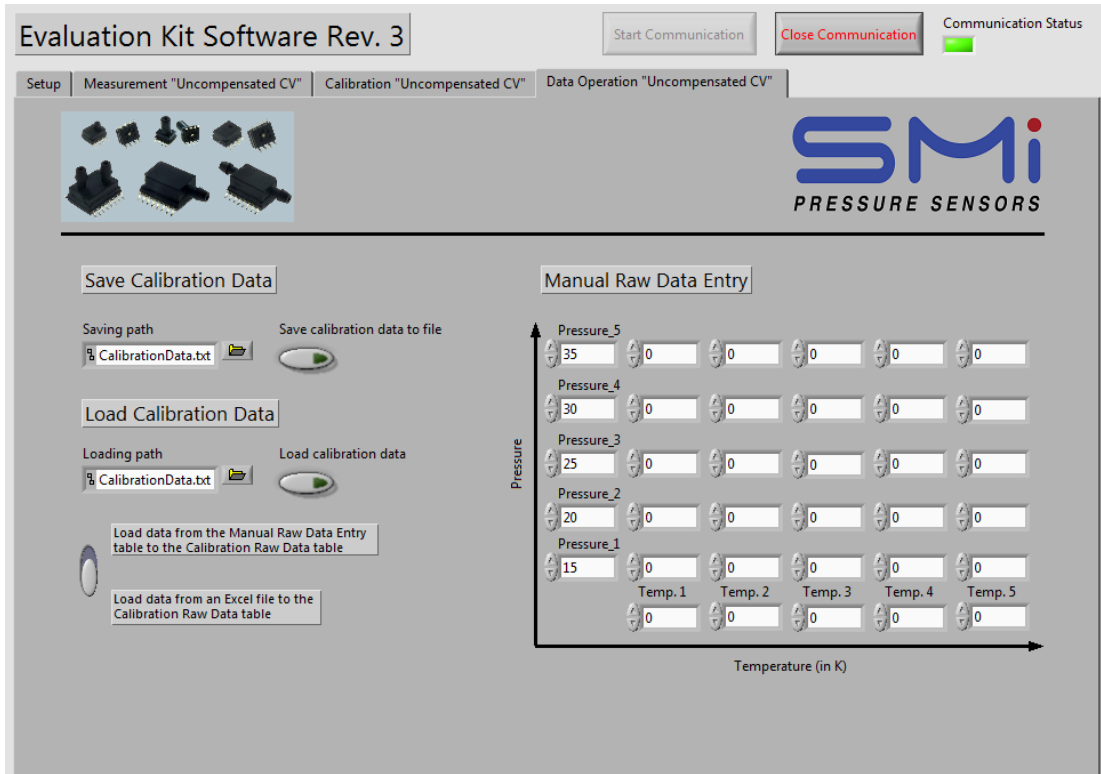 Evaluation Kit Software Rev. 3
Start Communication
Close Communication
Communication Status
Setup
Measurement "Uncompensated CV"
Calibration "Uncompensated CV"
Data Operation "Uncompensated CV"
SMi
PRESSURE SENSORS
Save Calibration Data
Saving path
Save calibration data to file
CalibrationData.txt
Load Calibration Data
Loading path
Load calibration data
CalibrationData.txt
Load data from the Manual Raw Data Entry
table to the Calibration Raw Data table
Load data from an Excel file to the
Calibration Raw Data table
Manual Raw Data Entry
Pressure
Pressure_5
35 0 0 0 0 0
Pressure_4
30 0 0 0 0 0
Pressure_3
25 0 0 0 0 0
Pressure_2
20 0 0 0 0 0
Pressure_1
15 0 0 0 0 0
Temp. 1 Temp. 2 Temp. 3 Temp. 4 Temp. 5
0 0 0 0 0
Temperature (in K)